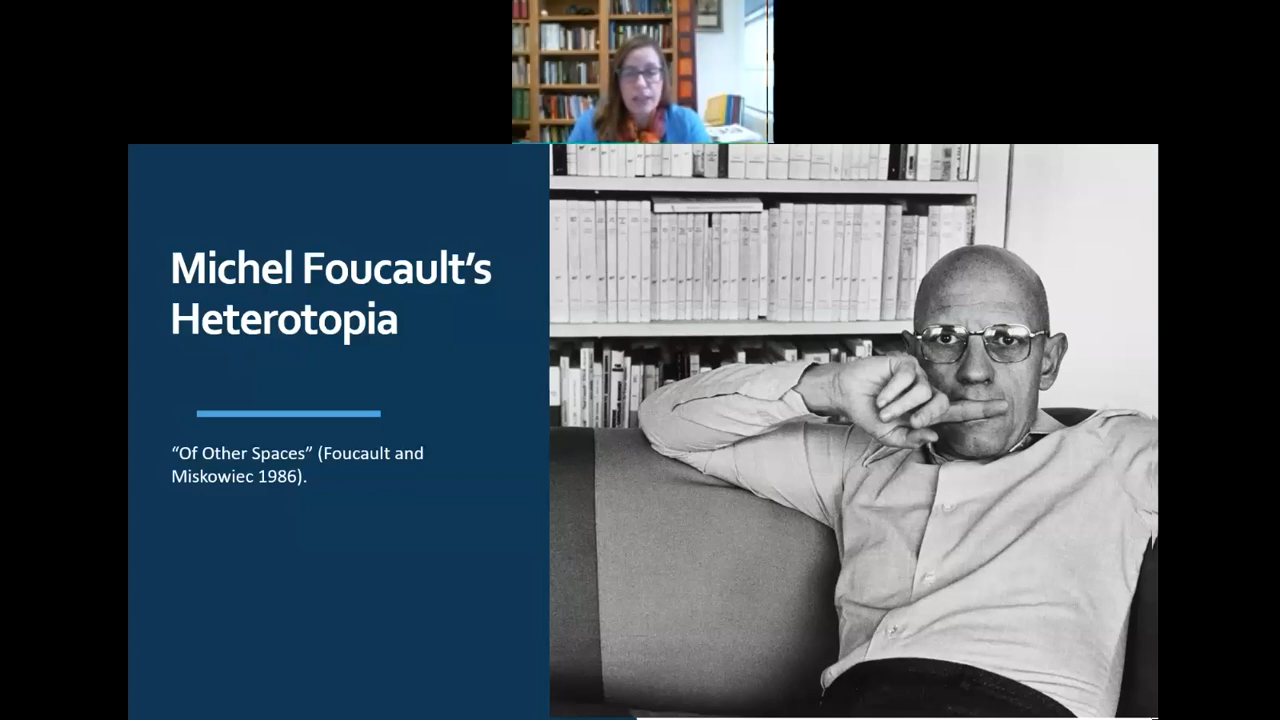 Michel Foucault’s
Heterotopia
“Of Other Spaces” (Foucault and
Miskowiec 1986).